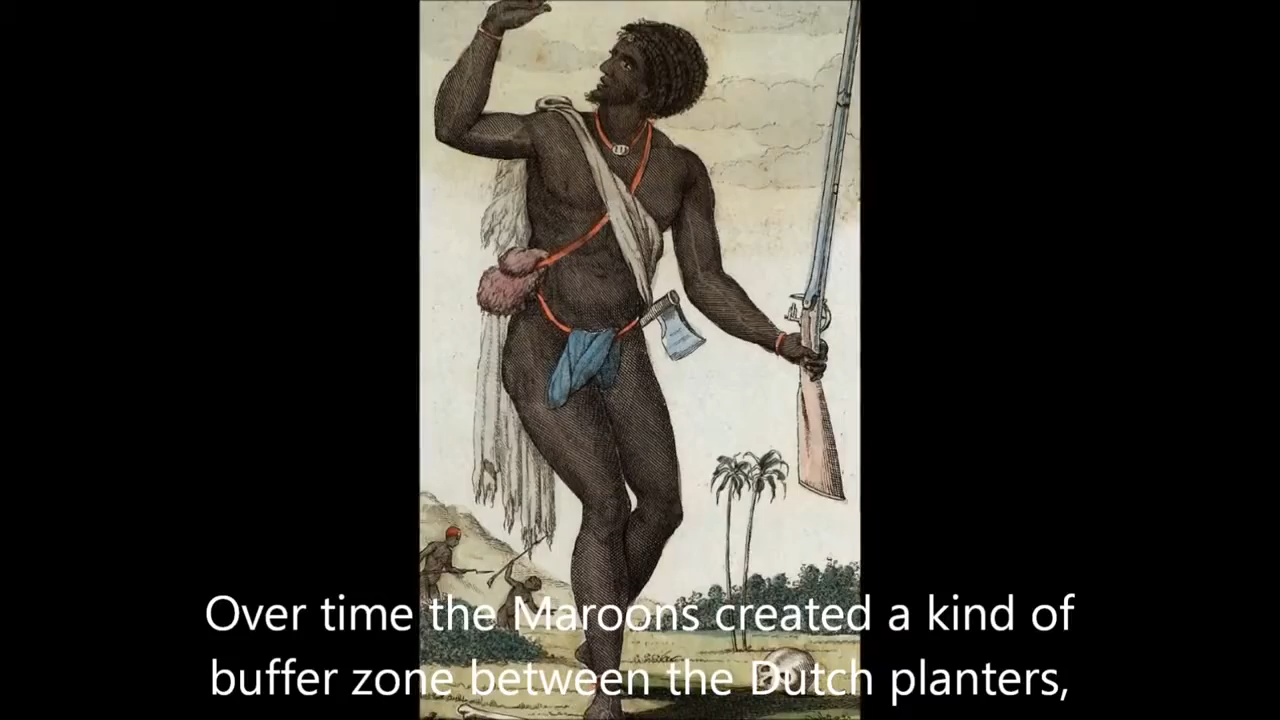 Over time the Maroons created a kind of
buffer zone between the Dutch planters,